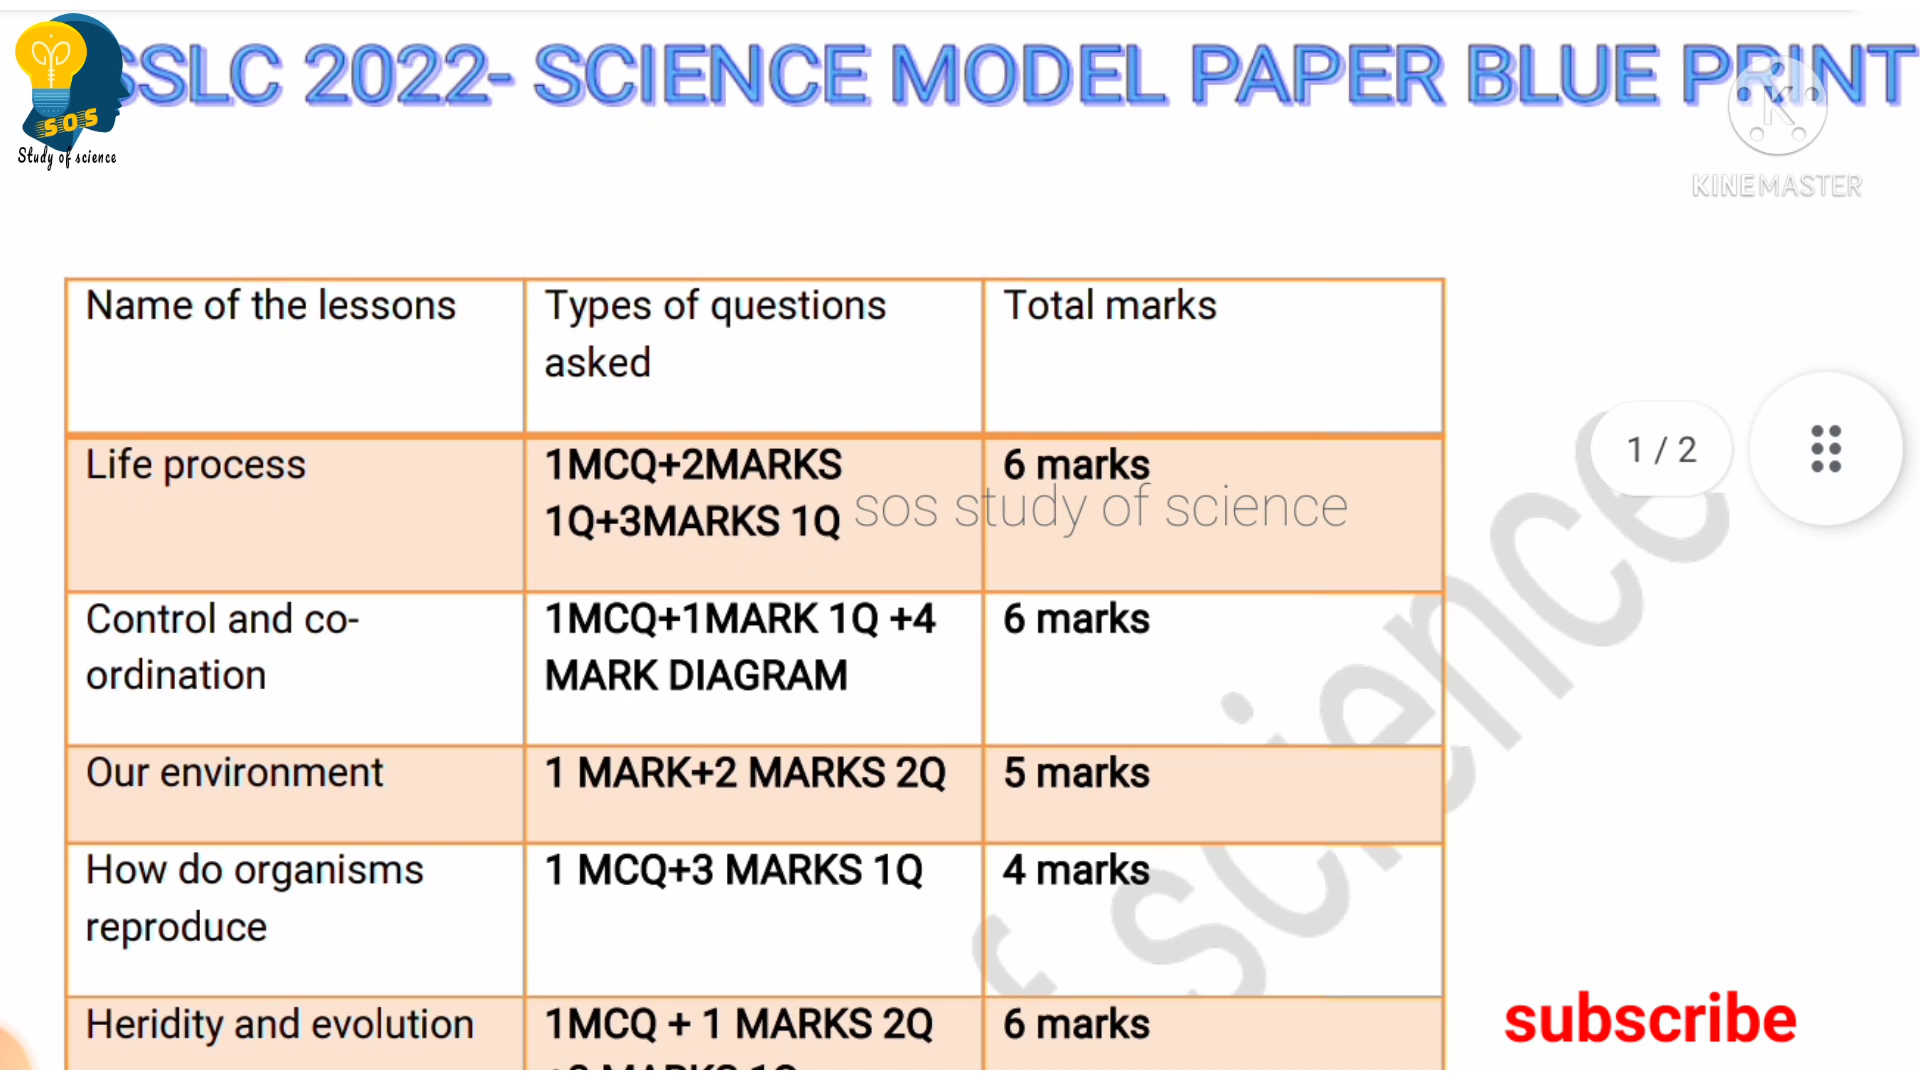 SSLC 2022- SCIENCE MODEL PAPER BLUE PRINT
SOS
Study of science
KINEMASTER
Name of the lessons
Types of questions
asked
Total marks
Life process
1MCQ+2MARKS
1Q+3MARKS 1Q
6 marks
sos study of science
1 / 2
Control and co-
ordination
1MCQ+1MARK 1Q +4
MARK DIAGRAM
6 marks
Our environment
1 MARK+2 MARKS 2Q
5 marks
How do organisms
reproduce
1 MCQ+3 MARKS 1Q
4 marks
Heridity and evolution
1MCQ + 1 MARKS 2Q
6 marks
f science
subscribe